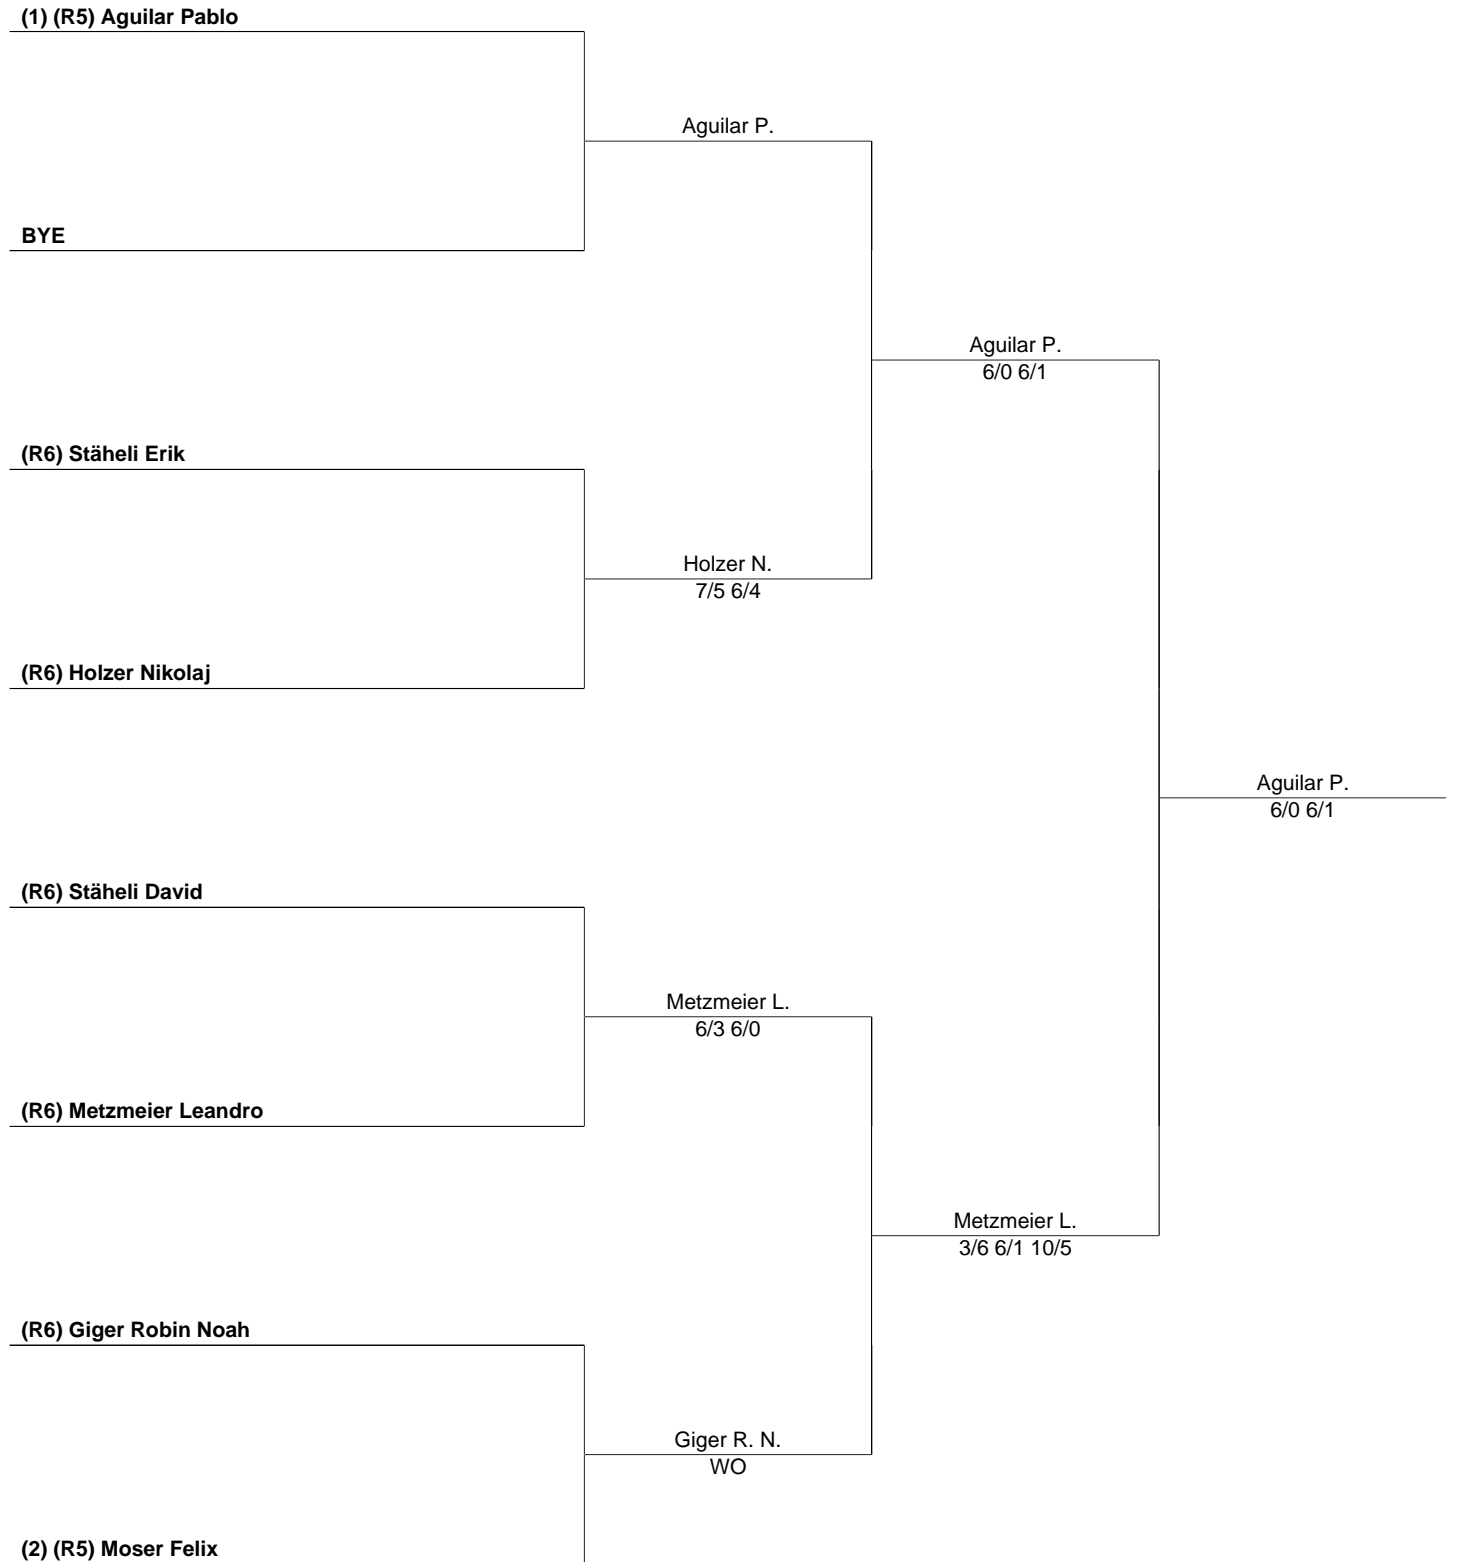 (1) (R5) Aguilar Pablo
Aguilar P.
BYE
Aguilar P.
6/0 6/1
(R6) Stäheli Erik
Holzer N.
7/5 6/4
(R6) Holzer Nikolaj
Aguilar P.
6/0 6/1
(R6) Stäheli David
Metzmeier L.
6/3 6/0
(R6) Metzmeier Leandro
Metzmeier L.
3/6 6/1 10/5
(R6) Giger Robin Noah
Giger R. N.
WO
(2) (R5) Moser Felix